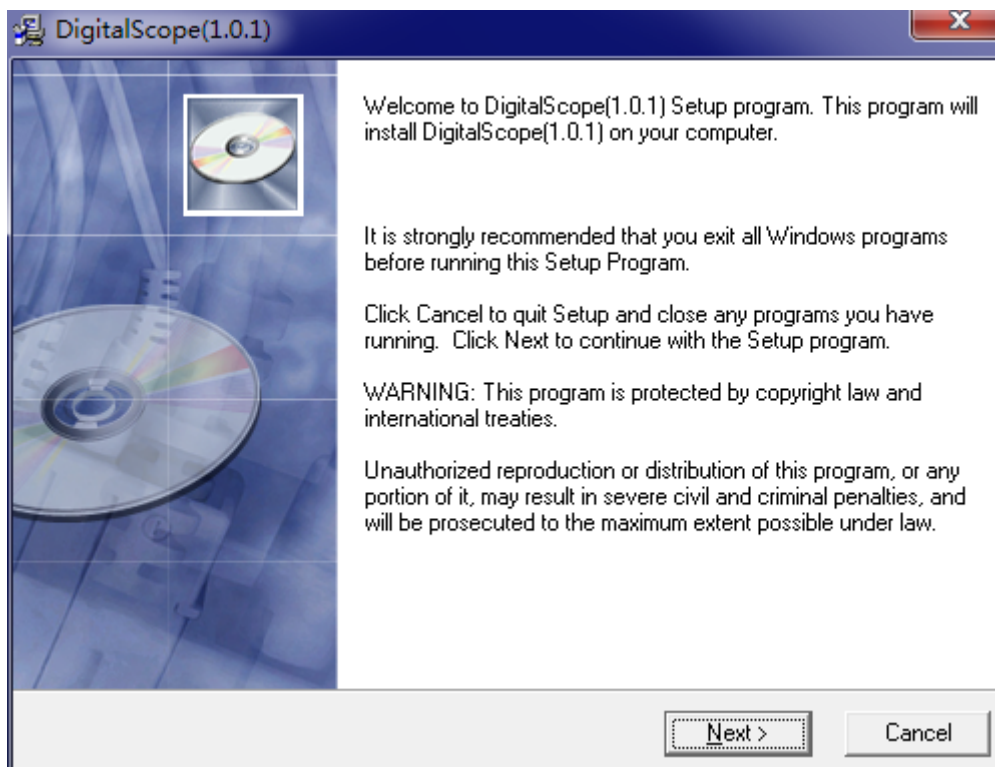 DigitalScope(1.0.1)
Welcome to DigitalScope(1.0.1) Setup program. This program will
install DigitalScope(1.0.1) on your computer.
It is strongly recommended that you exit all Windows programs
before running this Setup Program.
Click Cancel to quit Setup and close any programs you have
running.  Click Next to continue with the Setup program.
WARNING: This program is protected by copyright law and
international treaties.
Unauthorized reproduction or distribution of this program, or any
portion of it, may result in severe civil and criminal penalties, and
will be prosecuted to the maximum extent possible under law.
Next >
Cancel